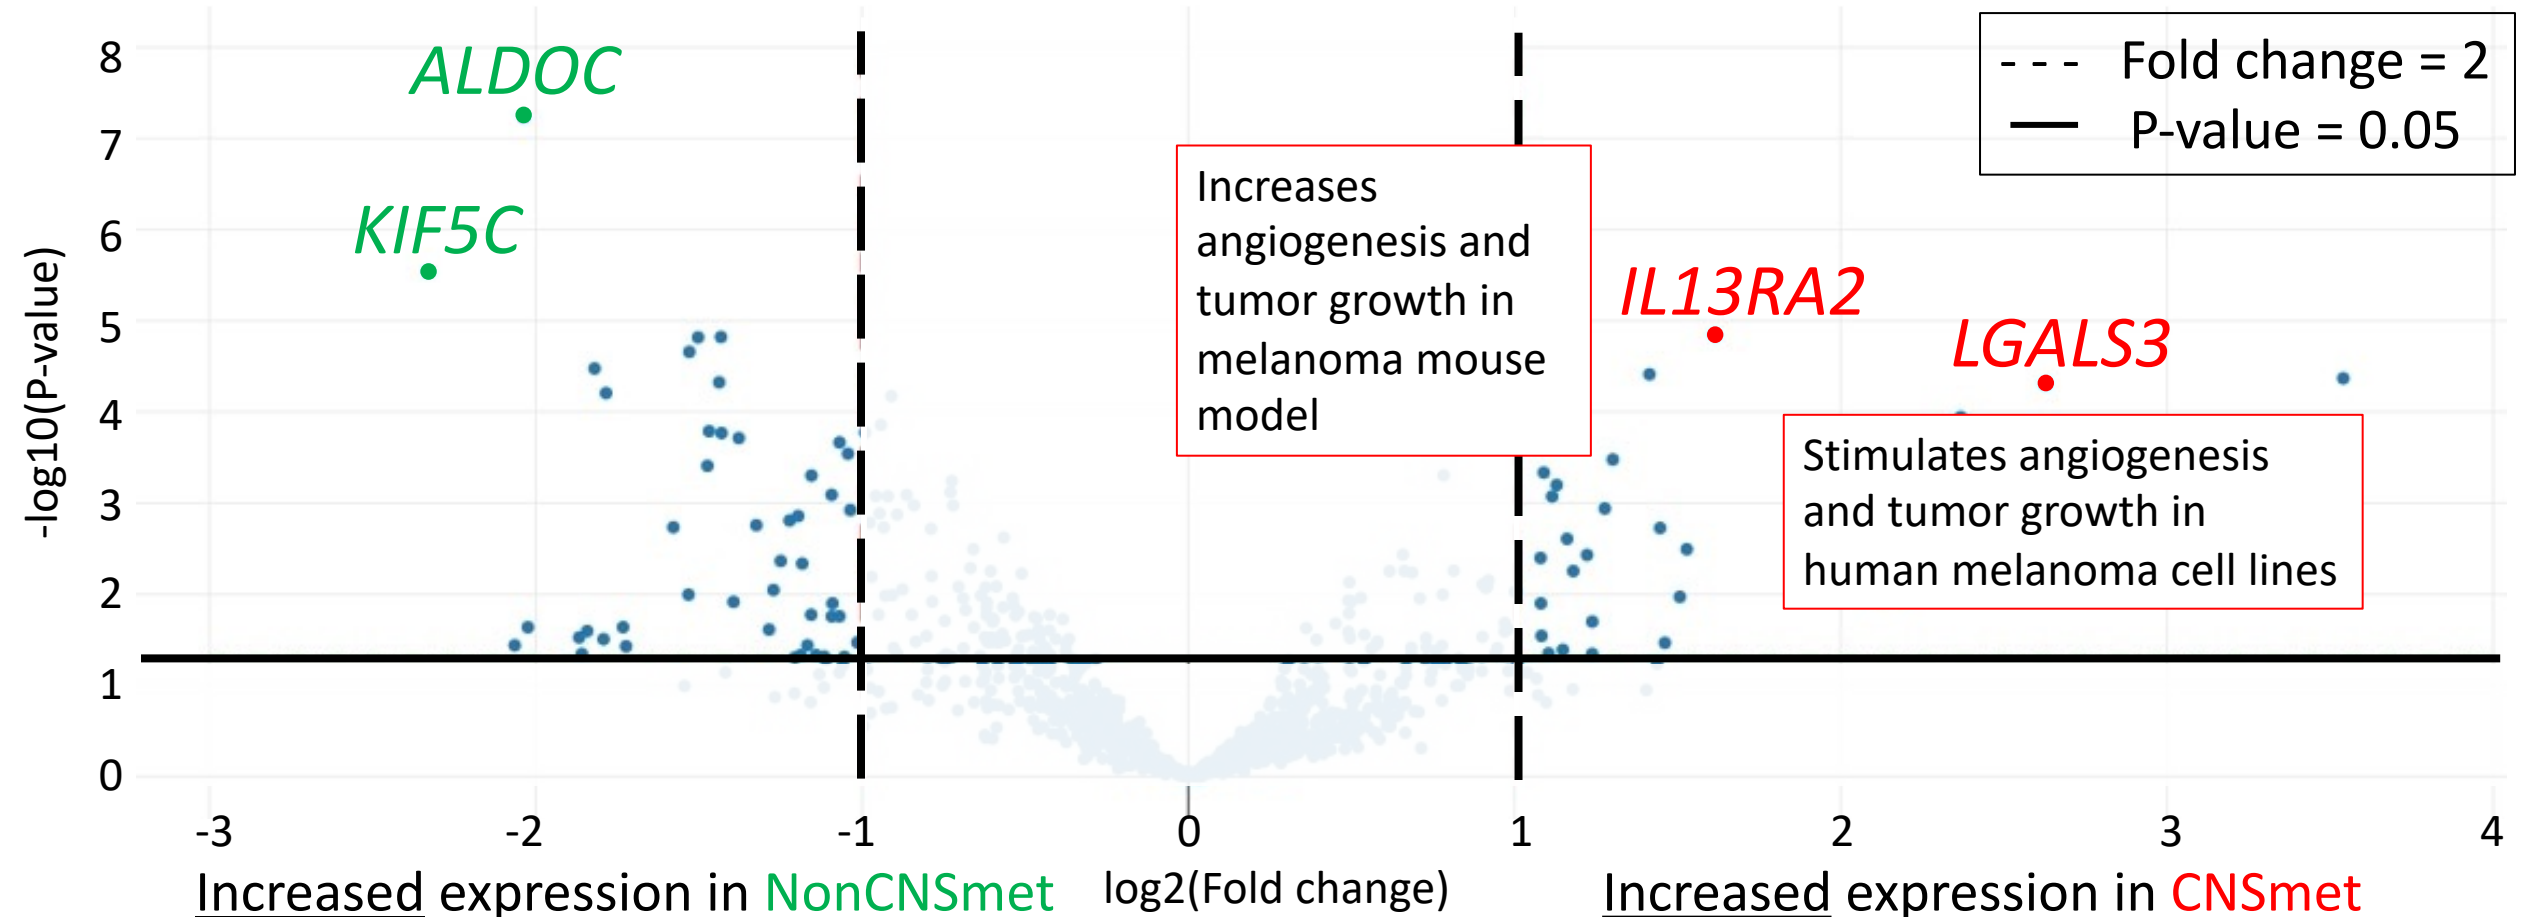 8
7
6
5
4
3
2
1
0
-log10(P-value)
ALDOC
KIF5C
Increases
angiogenesis and
tumor growth in
melanoma mouse
model
IL13RA2
LGALS3
Stimulates angiogenesis
and tumor growth in
human melanoma cell lines
- - - Fold change = 2
P-value = 0.05
-3 -2 -1 0 1 2 3 4
Increased expression in NonCNSmet
log2(Fold change)
Increased expression in CNSmet